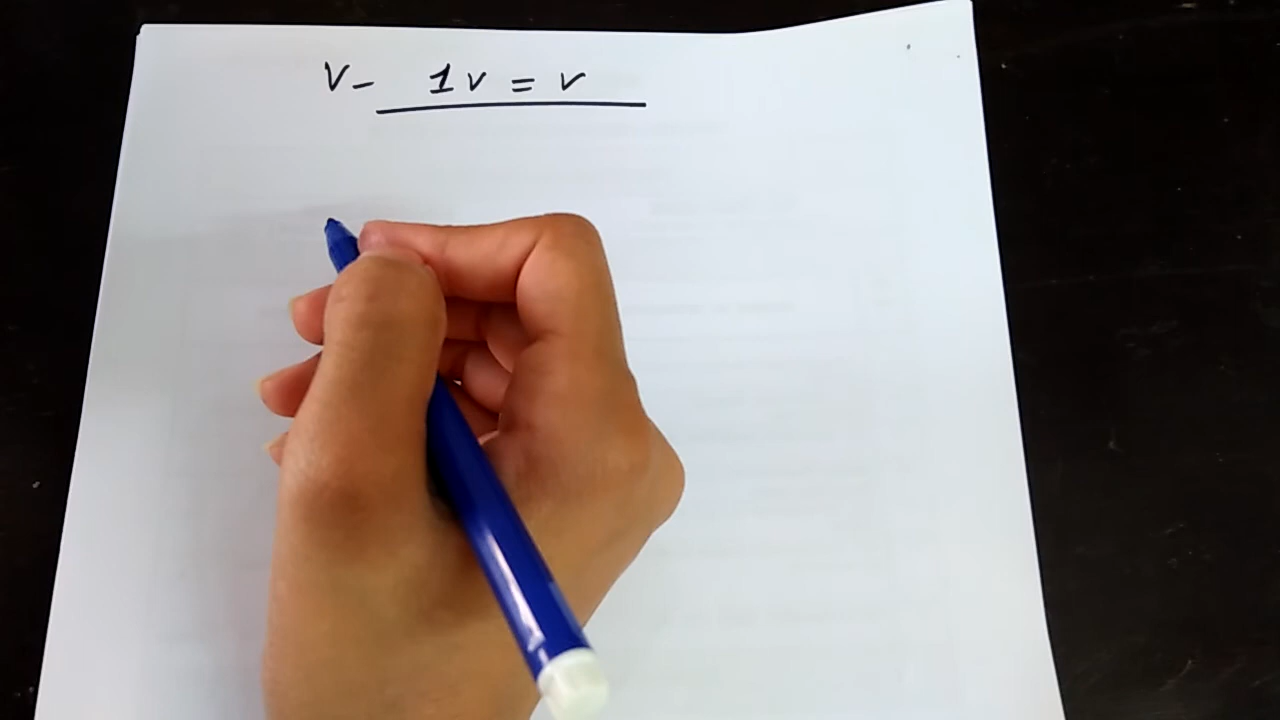 V- 1v = v